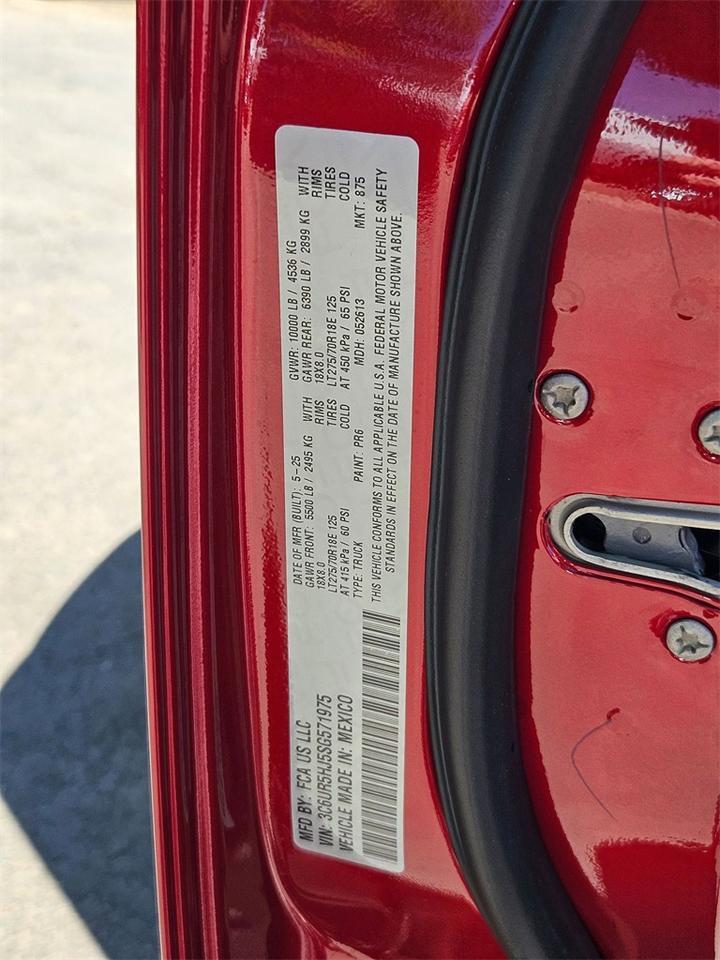 MFD BY: FCA US LLC
VIN: 3C6UR5HJ5SG571975
VEHICLE MADE IN: MEXICO
DATE OF MFR (BUILT): 5-25 GVWR: 10000 LB / 4536 KG
GAWR FRONT: 5500 LB / 2495 KG WITH GAWR REAR: 6390 LB / 2899 KG WITH
18X8.0 RIMS 18X8.0 RIMS
LT275/70R18E 125 TIRES LT275/70R18E 125 TIRES
AT 415 kPa / 60 PSI COLD AT 450 kPa / 65 PSI COLD
TYPE: TRUCK PAINT: PR6 MDH: 052613 MKT: 875
THIS VEHICLE CONFORMS TO ALL APPLICABLE U.S.A. FEDERAL MOTOR VEHICLE SAFETY
STANDARDS IN EFFECT ON THE DATE OF MANUFACTURE SHOWN ABOVE.